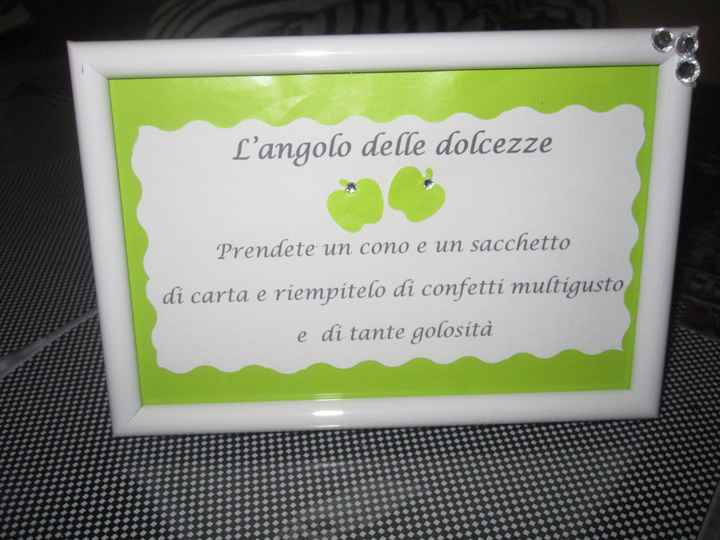 L'angolo delle dolcezze
Prendete un cono e un sacchetto
di carta e riempitelo di confetti multigusto
e di tante golosità